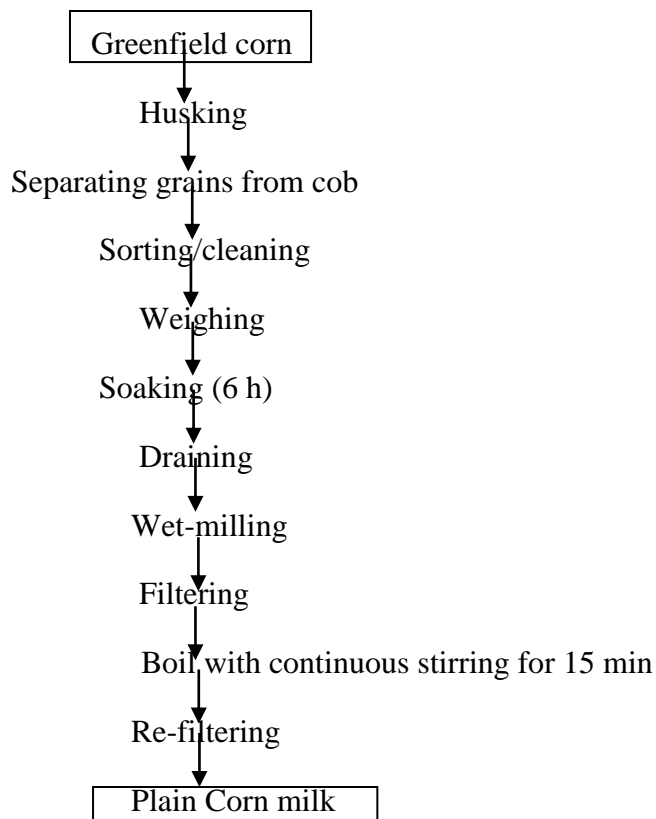 Greenfield corn
Husking
Separating grains from cob
Sorting/cleaning
Weighing
Soaking (6 h)
Draining
Wet-milling
Filtering
Boil with continuous stirring for 15 min
Re-filtering
Plain Corn milk